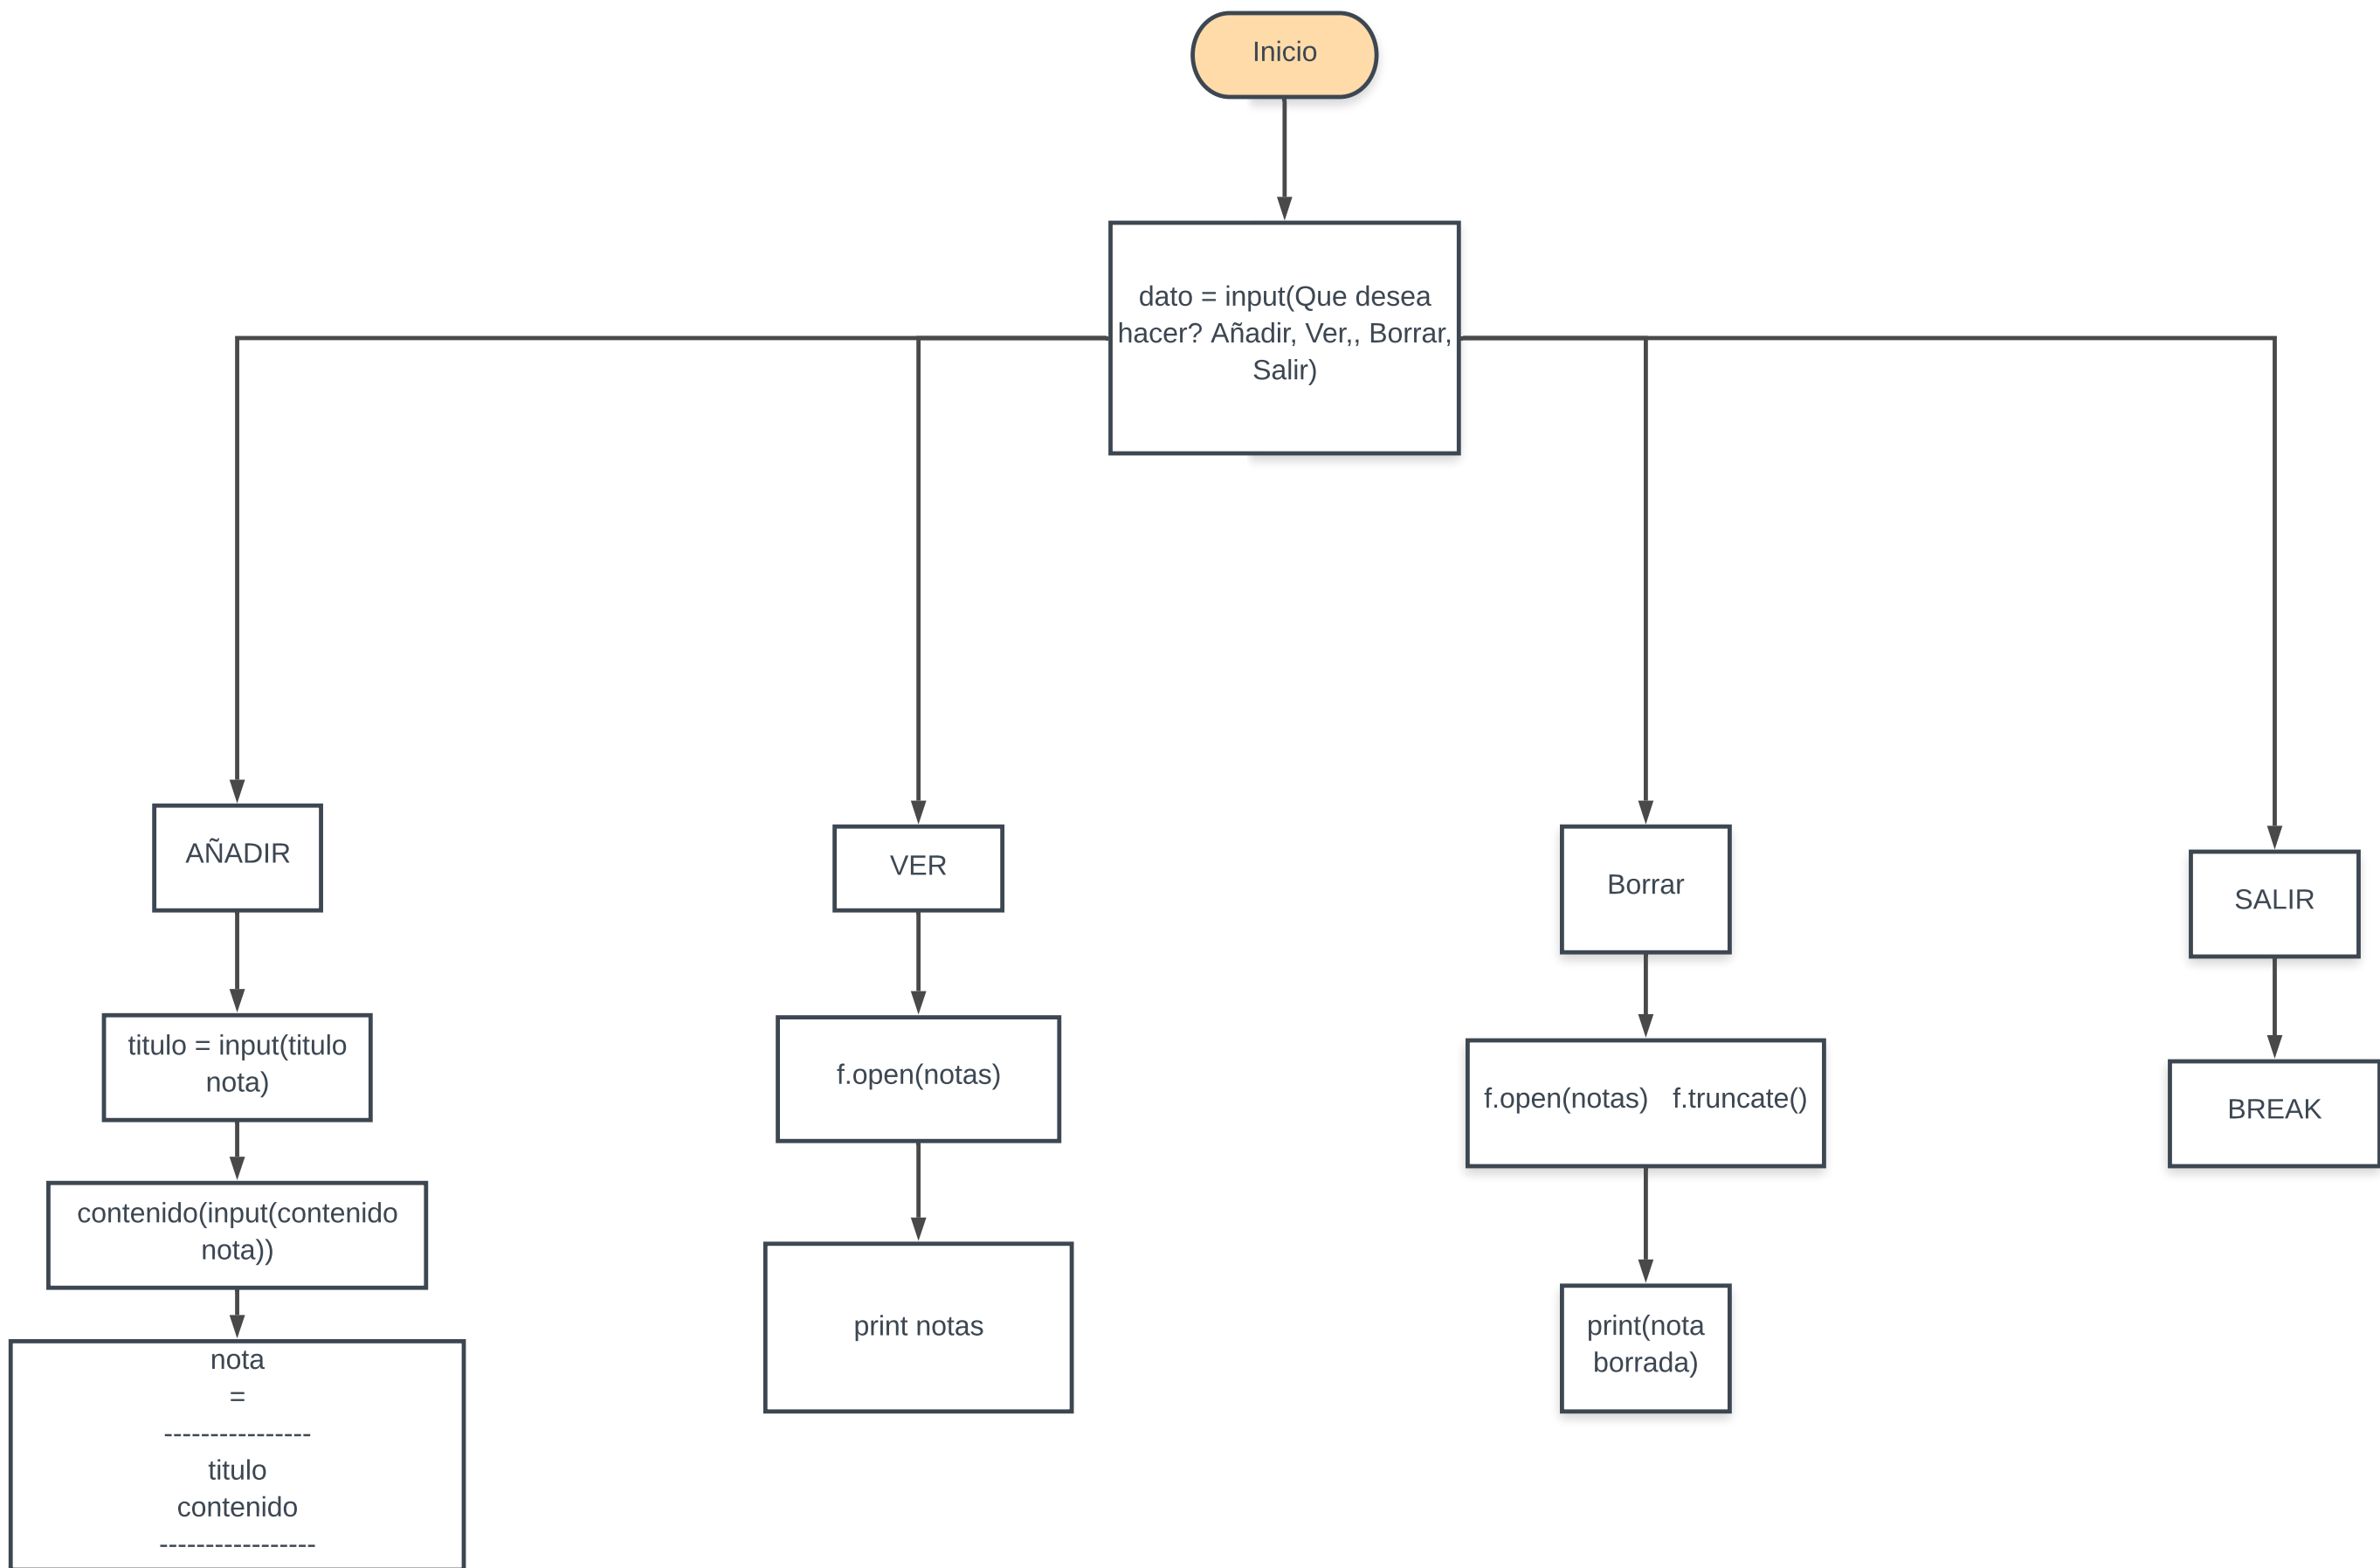 Inicio
dato = input(Que desea
hacer? Añadir, Ver,, Borrar,
Salir)
AÑADIR
titulo = input(titulo
nota)
contenido(input(contenido
nota))
nota
=
----------------
titulo
contenido
-----------------
VER
f.open(notas)
print notas
Borrar
f.open(notas) f.truncate()
print(nota
borrada)
SALIR
BREAK